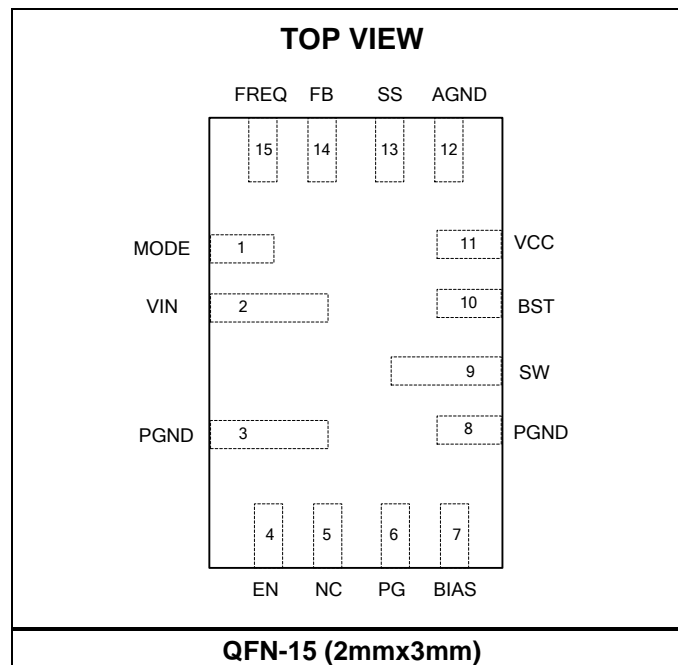 TOP VIEW
FREQ FB SS AGND
15 14 13 12
MODE 1 11 VCC
VIN 2 10 BST
9 SW
PGND 3 8 PGND
4 5 6 7
EN NC PG BIAS
QFN-15 (2mmx3mm)